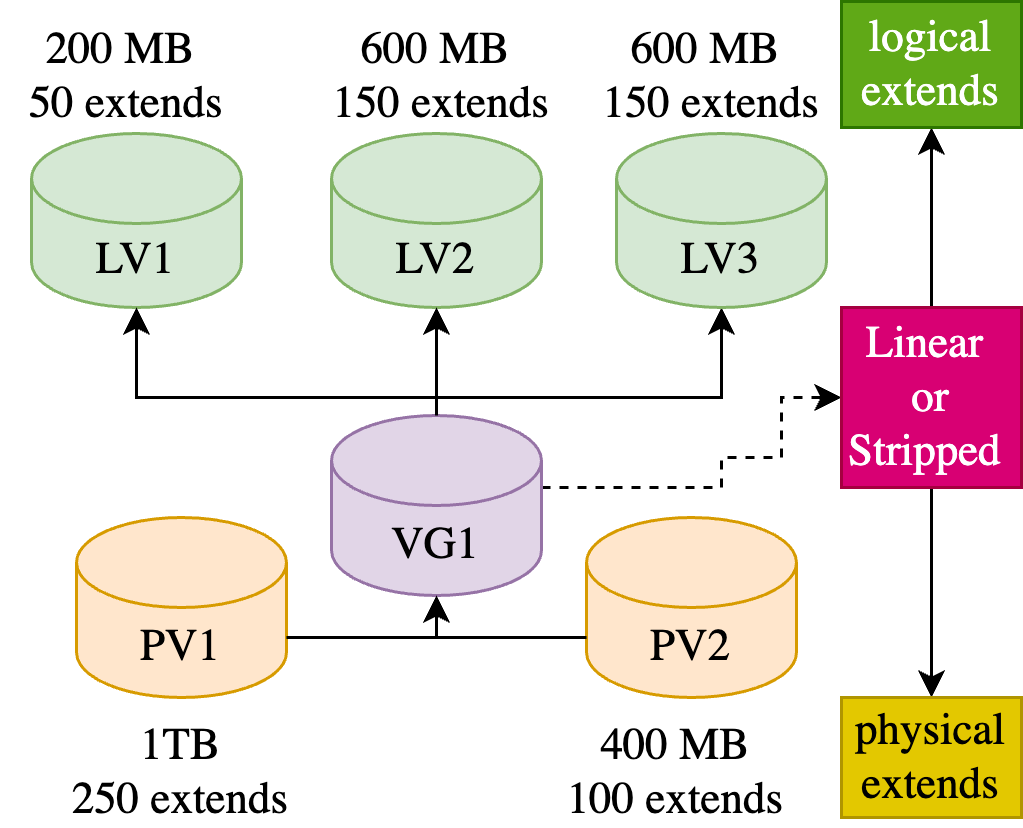 200 MB
50 extends
600 MB
150 extends
600 MB
150 extends
logical
extends
LV1
LV2
LV3
Linear
or
Stripped
VG1
PV1
PV2
1TB
250 extends
400 MB
100 extends
physical
extends